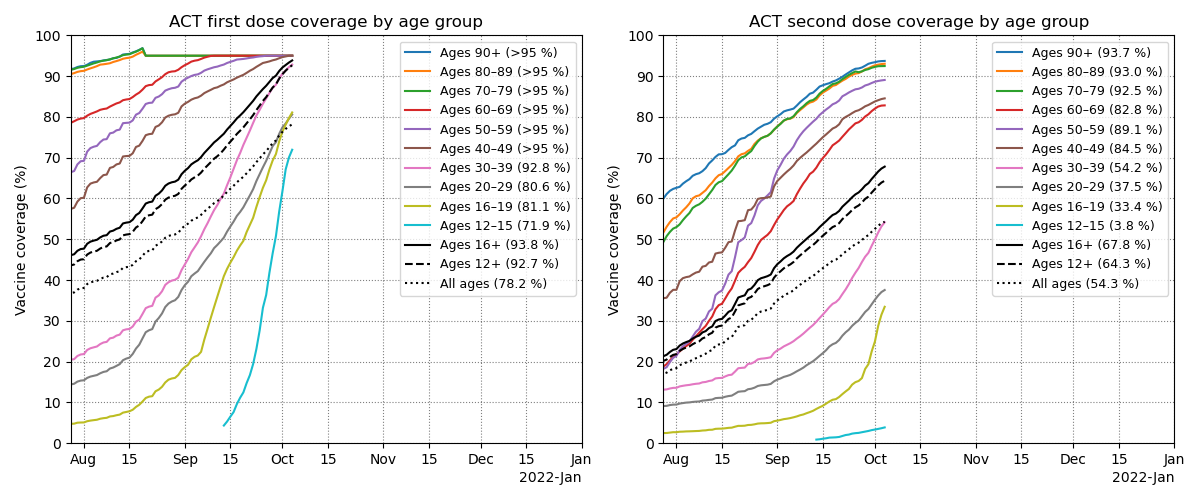 ACT first dose coverage by age group
Vaccine coverage (%)
100
90
80
70
60
50
40
30
20
10
0
Ages 90+ (>95 %)
Ages 80–89 (>95 %)
Ages 70–79 (>95 %)
Ages 60–69 (>95 %)
Ages 50–59 (>95 %)
Ages 40–49 (>95 %)
Ages 30–39 (92.8 %)
Ages 20–29 (80.6 %)
Ages 16–19 (81.1 %)
Ages 12–15 (71.9 %)
Ages 16+ (93.8 %)
Ages 12+ (92.7 %)
All ages (78.2 %)
Aug 15 Sep 15 Oct 15 Nov 15 Dec 15 Jan
2022-Jan
ACT second dose coverage by age group
Vaccine coverage (%)
100
90
80
70
60
50
40
30
20
10
0
Ages 90+ (93.7 %)
Ages 80–89 (93.0 %)
Ages 70–79 (92.5 %)
Ages 60–69 (82.8 %)
Ages 50–59 (89.1 %)
Ages 40–49 (84.5 %)
Ages 30–39 (54.2 %)
Ages 20–29 (37.5 %)
Ages 16–19 (33.4 %)
Ages 12–15 (3.8 %)
Ages 16+ (67.8 %)
Ages 12+ (64.3 %)
All ages (54.3 %)
Aug 15 Sep 15 Oct 15 Nov 15 Dec 15 Jan
2022-Jan